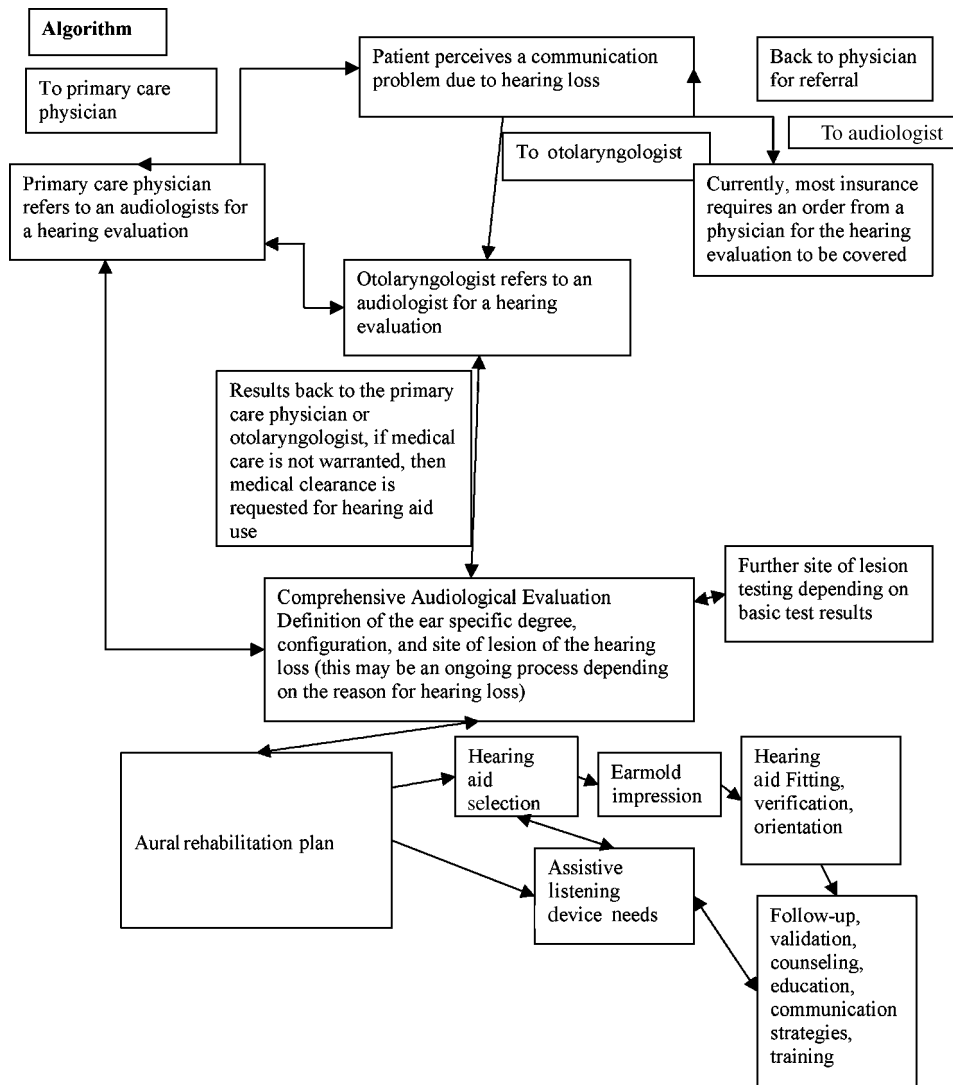 Algorithm
To primary care
physician
Patient perceives a communication
problem due to hearing loss
Back to physician
for referral
To audiologist
To otolaryngologist
Primary care physician
refers to an audiologists for
a hearing evaluation
Currently, most insurance
requires an order from a
physician for the hearing
evaluation to be covered
Otolaryngologist refers to an
audiologist for a hearing
evaluation
Results back to the primary
care physician or
otolaryngologist, if medical
care is not warranted, then
medical clearance is
requested for hearing aid
use
Comprehensive Audiological Evaluation
Definition of the ear specific degree,
configuration, and site of lesion of the hearing
loss (this may be an ongoing process depending
on the reason for hearing loss)
Further site of lesion
testing depending on
basic test results
Aural rehabilitation plan
Hearing
aid
selection
Earmold
impression
Hearing
aid Fitting,
verification,
orientation
Assistive
listening
device needs
Follow-up,
validation,
counseling,
education,
communication
strategies,
training